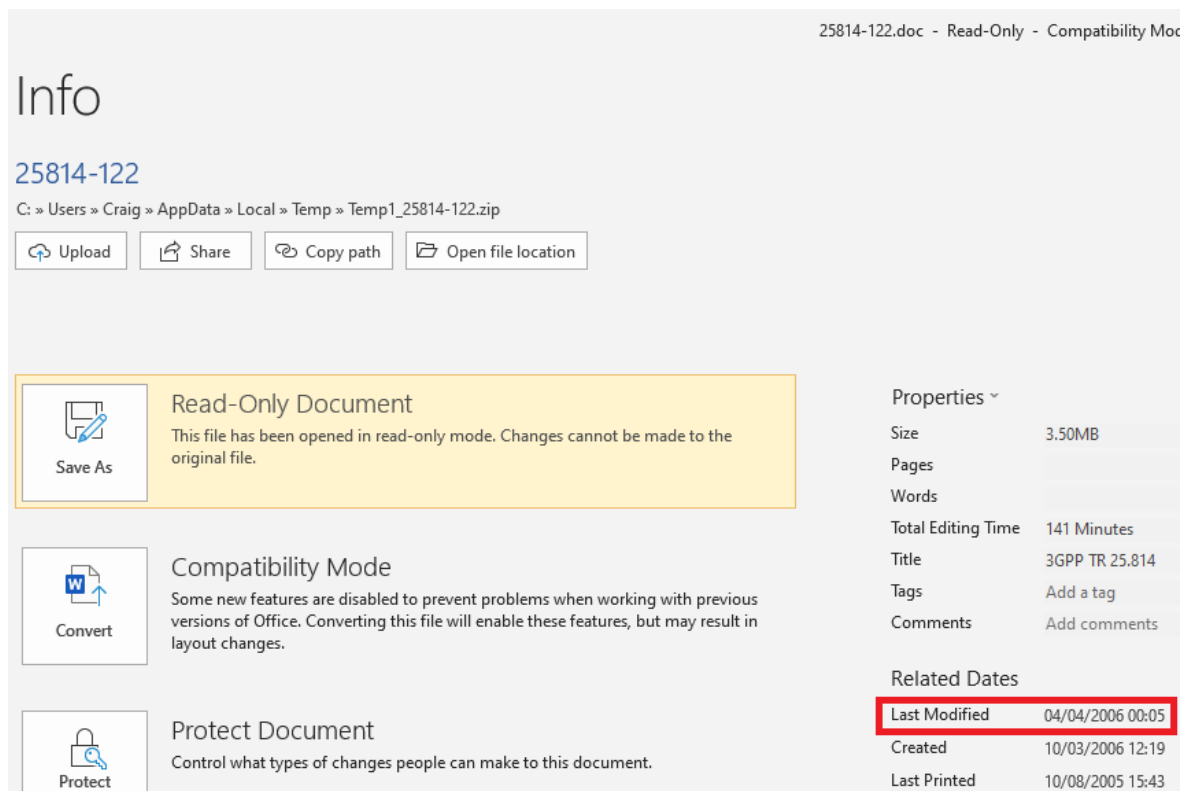 25814-122.doc - Read-Only - Compatibility Mod
Info
25814-122
C: » Users » Craig » AppData » Local » Temp » Temp1_25814-122.zip
Upload Share Copy path Open file location
Save As
Read-Only Document
This file has been opened in read-only mode. Changes cannot be made to the
original file.
Convert
Compatibility Mode
Some new features are disabled to prevent problems when working with previous
versions of Office. Converting this file will enable these features, but may result in
layout changes.
Protect
Protect Document
Control what types of changes people can make to this document.
Properties
Size 3.50MB
Pages
Words
Total Editing Time 141 Minutes
Title 3GPP TR 25.814
Tags Add a tag
Comments Add comments
Related Dates
Last Modified 04/04/2006 00:05
Created 10/03/2006 12:19
Last Printed 10/08/2005 15:43